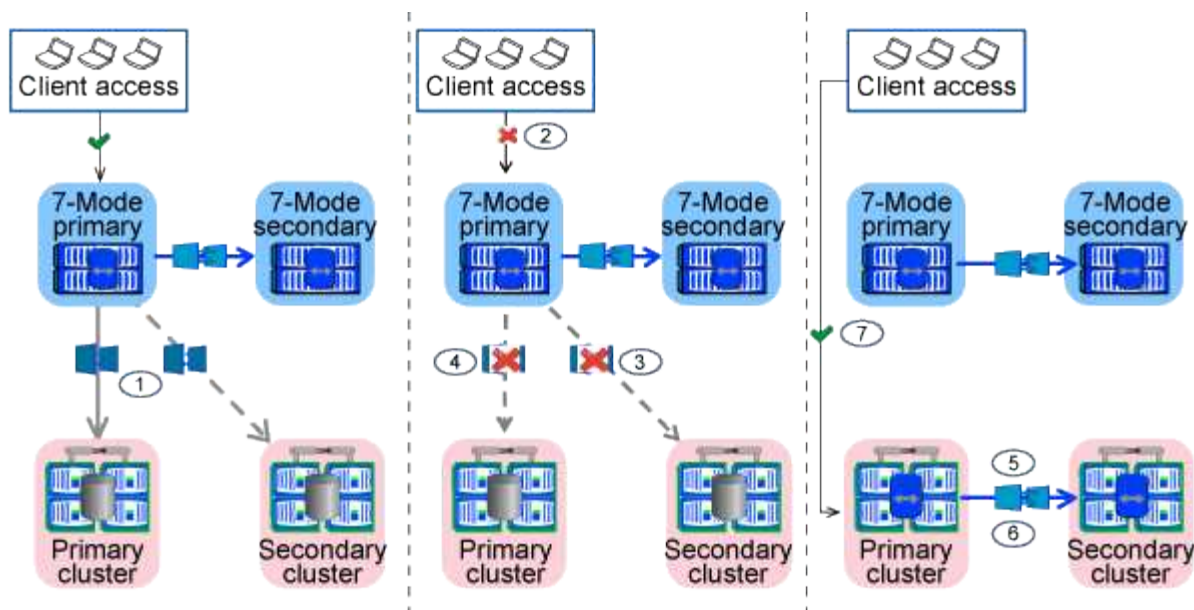 Client access
7-Mode
primary
7-Mode
secondary
1
Primary
cluster
Secondary
cluster
Client access
2
7-Mode
primary
7-Mode
secondary
4
3
Primary
cluster
Secondary
cluster
Client access
7-Mode
primary
7-Mode
secondary
7
5
6
Primary
cluster
Secondary
cluster